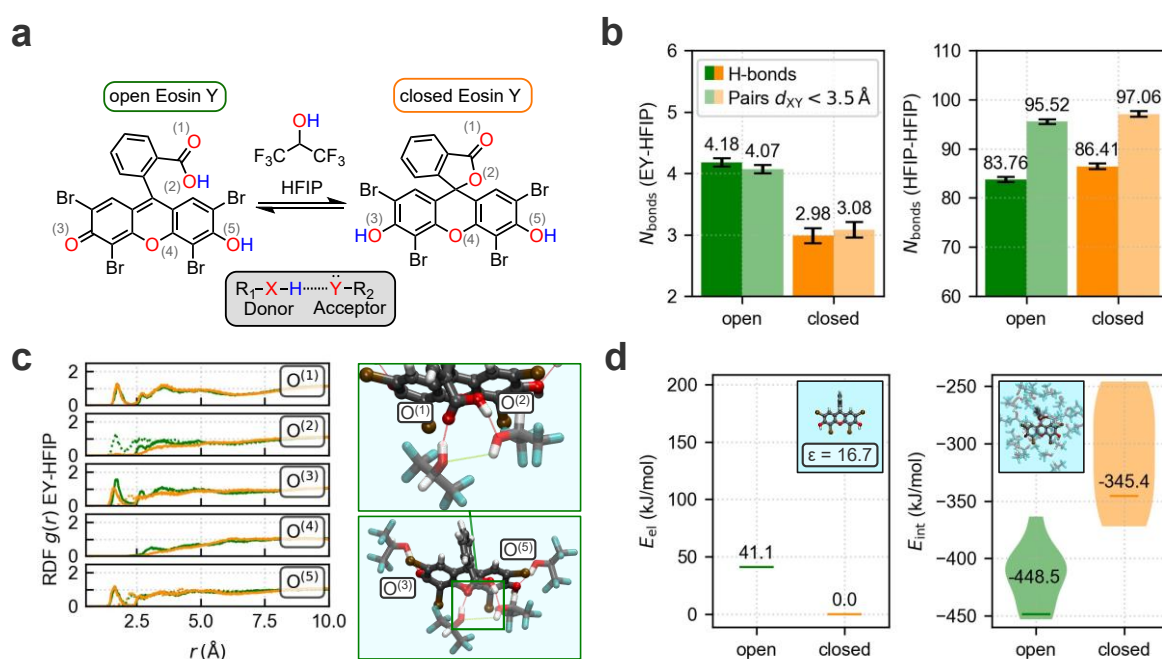 a
open Eosin Y
closed Eosin Y
(1)
O
OH
(2)
Br
Br
(3)
O
O
(4)
(5)
OH
Br
Br
OH
F3C
CF3
HFIP
(1)
O
O
(2)
Br
Br
(3)
HO
O
(4)
(5)
OH
Br
Br
R1-X-H·······Ÿ-R2
Donor Acceptor
b
Nbonds (EY-HFIP)
6
5
4
3
2
H-bonds
Pairs dXY < 3.5 Å
4.18
4.07
2.98
3.08
open
closed
Nbonds (HFIP-HFIP)
110
100
90
80
70
60
83.76
95.52
86.41
97.06
open
closed
c
RDF g(r) EY-HFIP
2
0
O(1)
2
0
O(2)
2
0
O(3)
2
0
O(4)
2
0
O(5)
2.5 5.0 7.5 10.0
r (Å)
O(1)
O(2)
O(3)
O(5)
d
Eel (kJ/mol)
200
175
150
125
100
75
50
25
0
41.1
0.0
ε = 16.7
open
closed
Eint (kJ/mol)
−250
−300
−350
−400
−450
-448.5
-345.4
open
closed